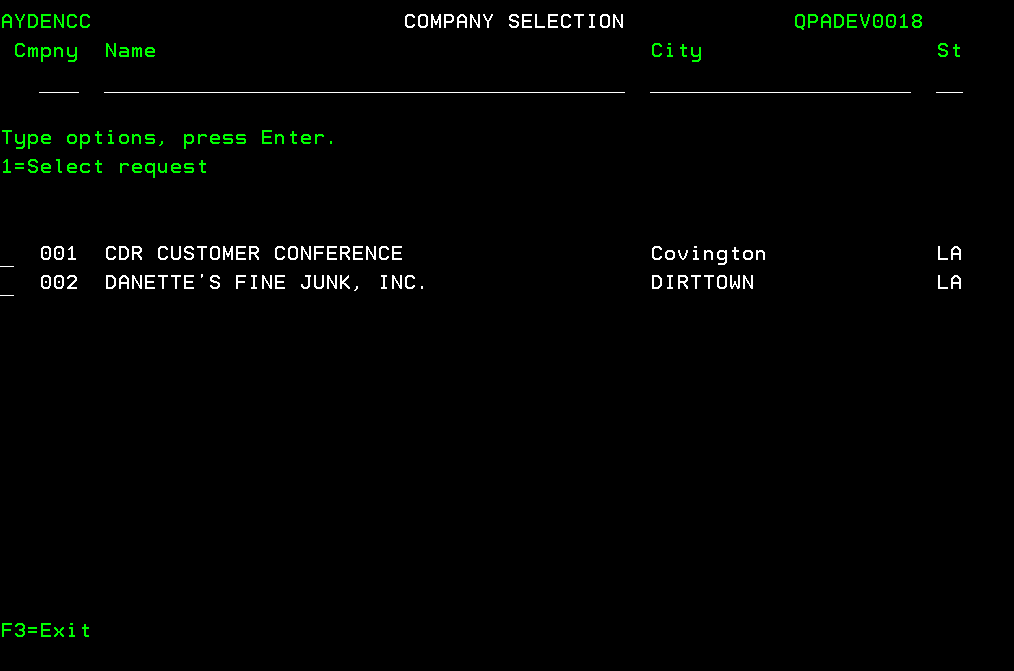 AYDENCC COMPANY SELECTION QPADEV0018
Cmpny Name City St
Type options, press Enter.
1=Select request
001 CDR CUSTOMER CONFERENCE Covington LA
002 DANETTE'S FINE JUNK, INC. DIRTTOWN LA
F3=Exit